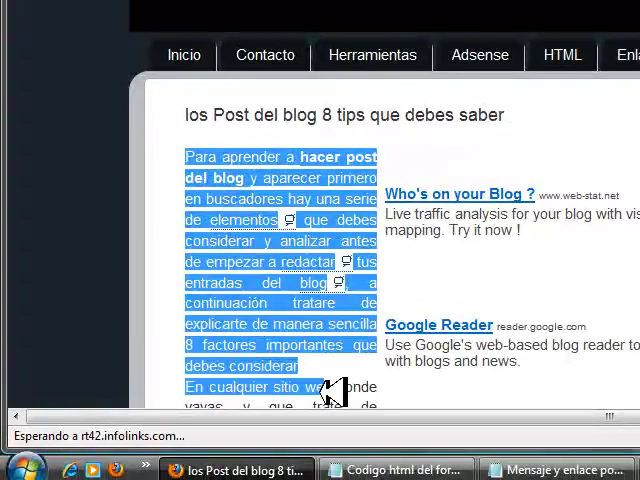 Inicio Contacto Herramientas Adsense HTML
los Post del blog 8 tips que debes saber
Para aprender a hacer post
del blog y aparecer primero
en buscadores hay una serie
de elementos que debes
considerar y analizar antes
de empezar a redactar tus
entradas del blog, a
continuación tratare de
explicarte de manera sencilla
8 factores importantes que
debes considerar
En cualquier sitio
vayas y que trate de
Who's on your Blog ? www.web-stat.net
Live traffic analysis for your blog with
mapping. Try it now !
Google Reader reader.google.com
Use Google's web-based blog reader to
with blogs and news.
Esperando a rt42.infolinks.com...
los Post del blog 8 ti... Codigo html del for... Mensaje y enlace po...